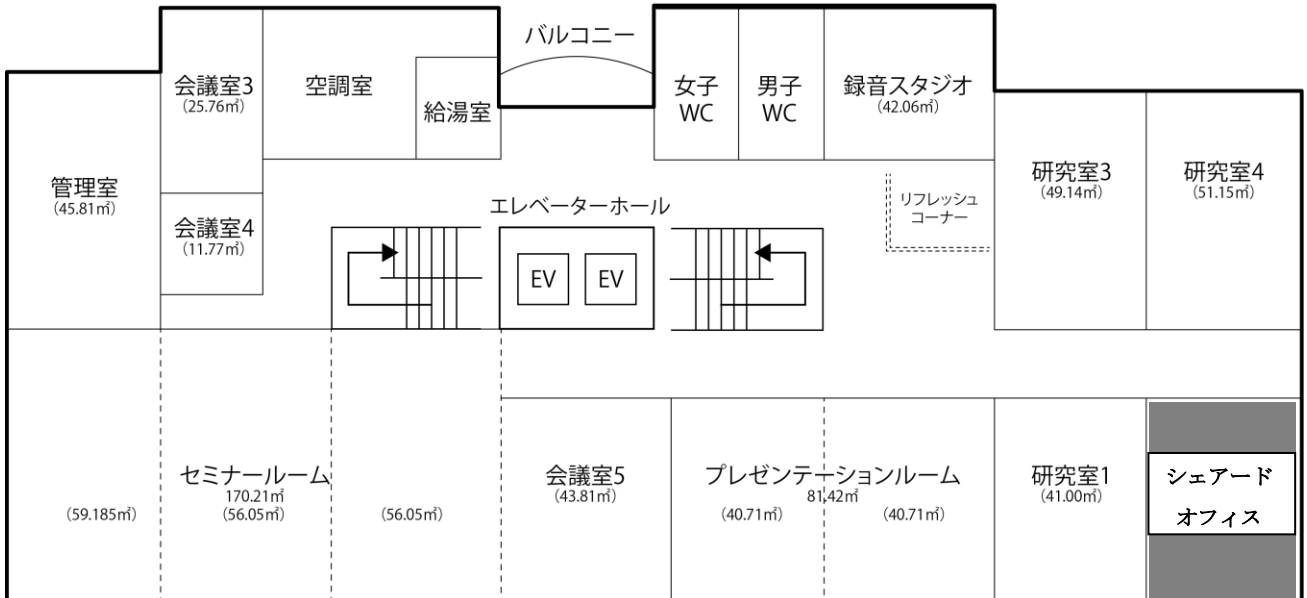 バルコニー
会議室3
(25.76㎡)
空調室
給湯室
女子
WC
男子
WC
録音スタジオ
(42.06㎡)
管理室
(45.81㎡)
会議室4
(11.77㎡)
エレベーターホール
EV
EV
リフレッシュ
コーナー
研究室3
(49.14㎡)
研究室4
(51.15㎡)
セミナールーム
170.21㎡
(59.185㎡)
(56.05㎡)
(56.05㎡)
会議室5
(43.81㎡)
プレゼンテーションルーム
81.42㎡
(40.71㎡)
(40.71㎡)
研究室1
(41.00㎡)
シェアード
オフィス